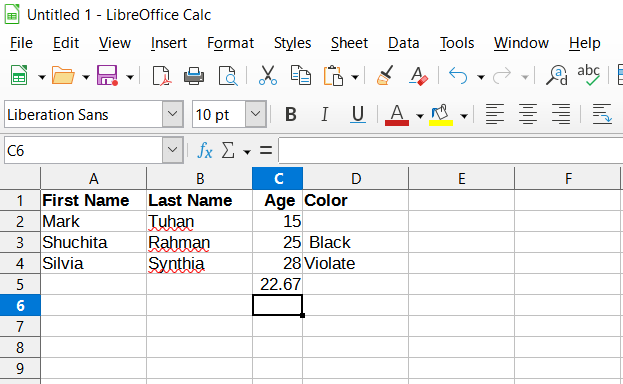 Untitled 1 - LibreOffice Calc
File Edit View Insert Format Styles Sheet Data Tools Window Help
abc
Liberation Sans 10 pt B I U A
C6 fx Σ =
A B C D E F
1 First Name Last Name Age Color
2 Mark Tuhan 15
3 Shuchita Rahman 25 Black
4 Silvia Synthia 28 Violate
5 22.67
6
7
8
9